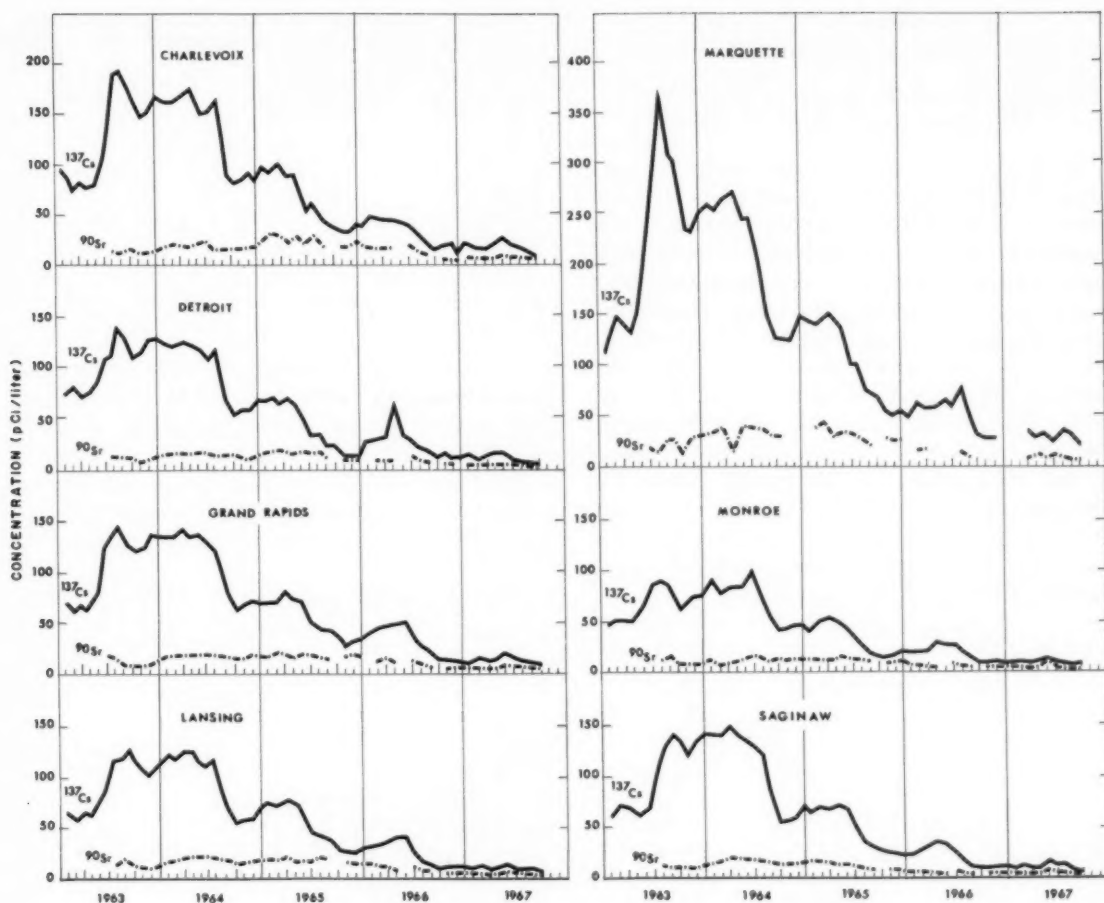 CONCENTRATION (pCi/liter)
CHARLEVOIX
200
150
100
50
0
137Cs
90Sr
DETROIT
150
100
50
0
137Cs
90Sr
GRAND RAPIDS
150
100
50
0
137Cs
90Sr
LANSING
150
100
50
0
137Cs
90Sr
1963 1964 1965 1966 1967
MARQUETTE
400
350
300
250
200
150
100
50
0
137Cs
90Sr
MONROE
150
100
50
0
137Cs
90Sr
SAGINAW
150
100
50
0
137Cs
90Sr
1963 1964 1965 1966 1967